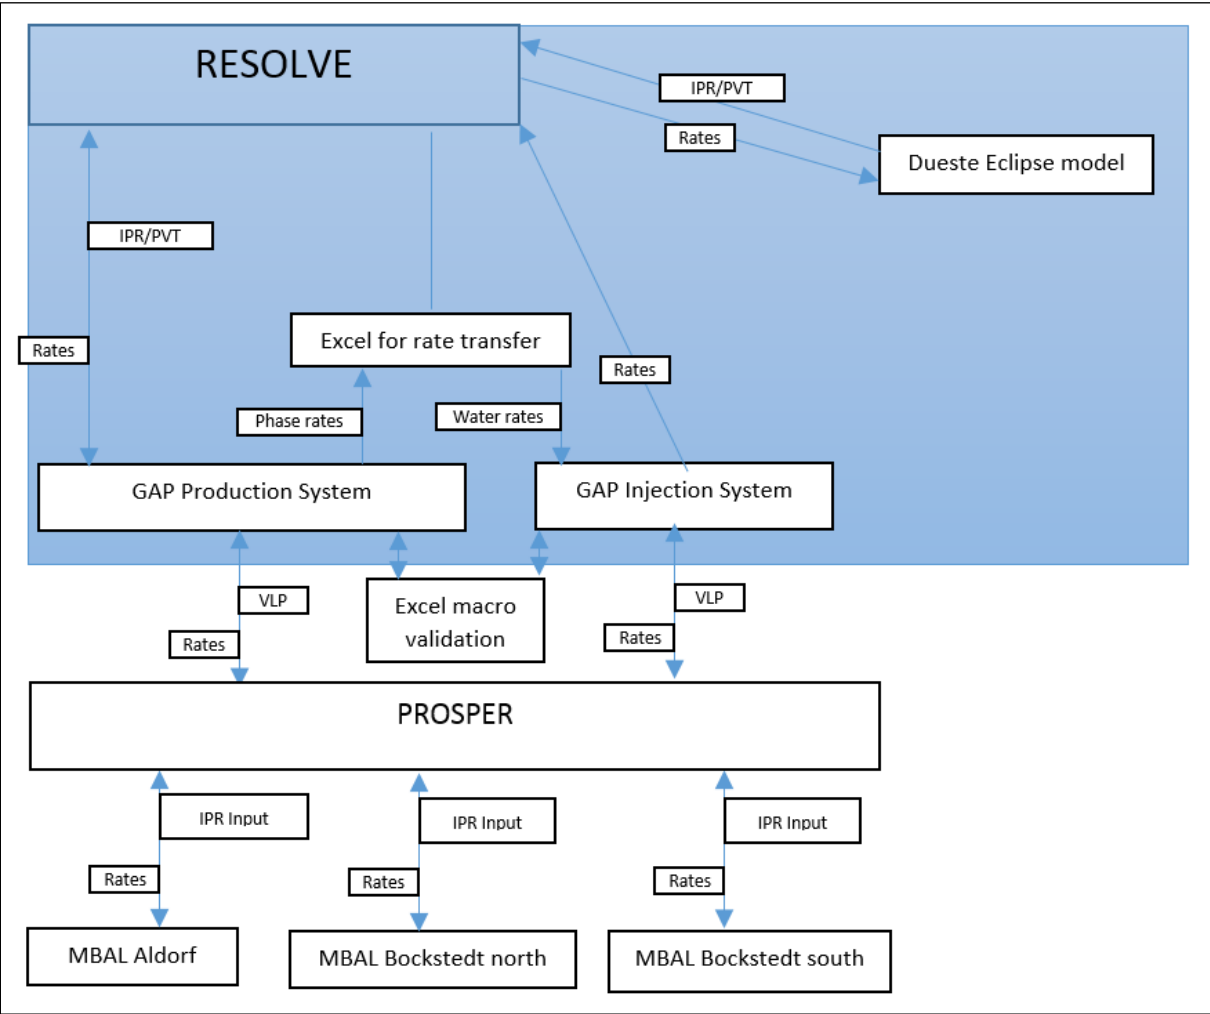 RESOLVE
IPR/PVT
Rates
Dueste Eclipse model
IPR/PVT
Excel for rate transfer
Rates
Rates
Phase rates
Water rates
GAP Production System
GAP Injection System
VLP
Excel macro
validation
VLP
Rates
Rates
PROSPER
IPR Input
IPR Input
IPR Input
Rates
Rates
Rates
MBAL Aldorf
MBAL Bockstedt north
MBAL Bockstedt south